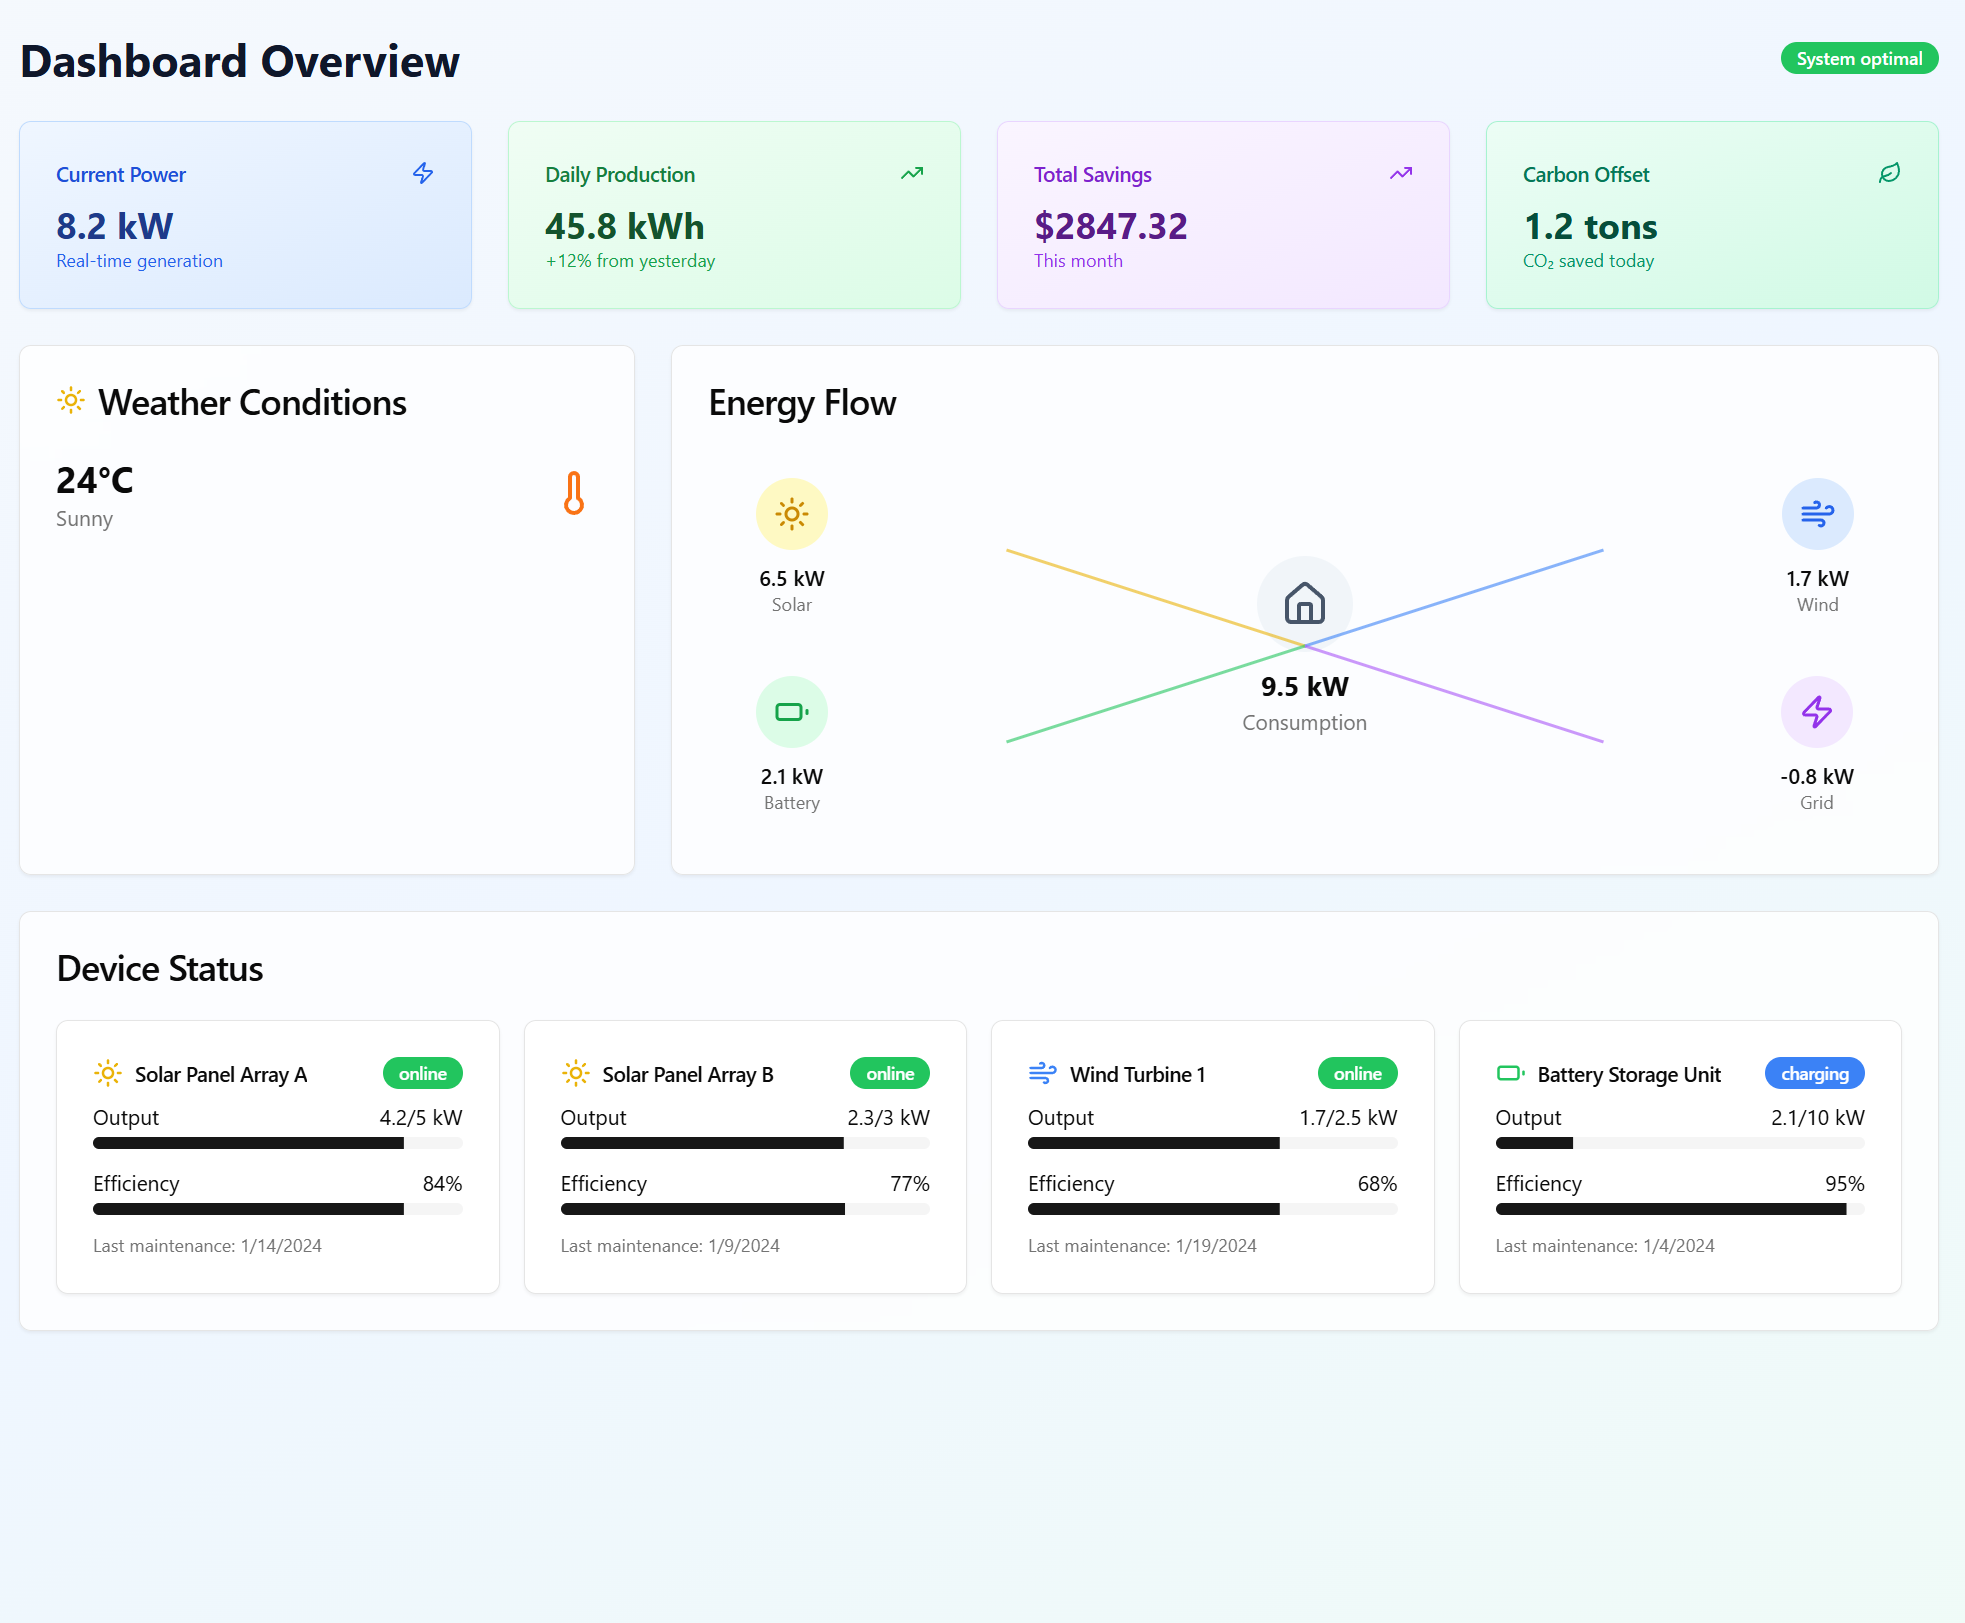 Dashboard Overview
System optimal
Current Power
8.2 kW
Real-time generation
Daily Production
45.8 kWh
+12% from yesterday
Total Savings
$2847.32
This month
Carbon Offset
1.2 tons
CO₂ saved today
Weather Conditions
24°C
Sunny
Energy Flow
6.5 kW
Solar
1.7 kW
Wind
9.5 kW
Consumption
2.1 kW
Battery
-0.8 kW
Grid
Device Status
Solar Panel Array A online
Output 4.2/5 kW
Efficiency 84%
Last maintenance: 1/14/2024
Solar Panel Array B online
Output 2.3/3 kW
Efficiency 77%
Last maintenance: 1/9/2024
Wind Turbine 1 online
Output 1.7/2.5 kW
Efficiency 68%
Last maintenance: 1/19/2024
Battery Storage Unit charging
Output 2.1/10 kW
Efficiency 95%
Last maintenance: 1/4/2024